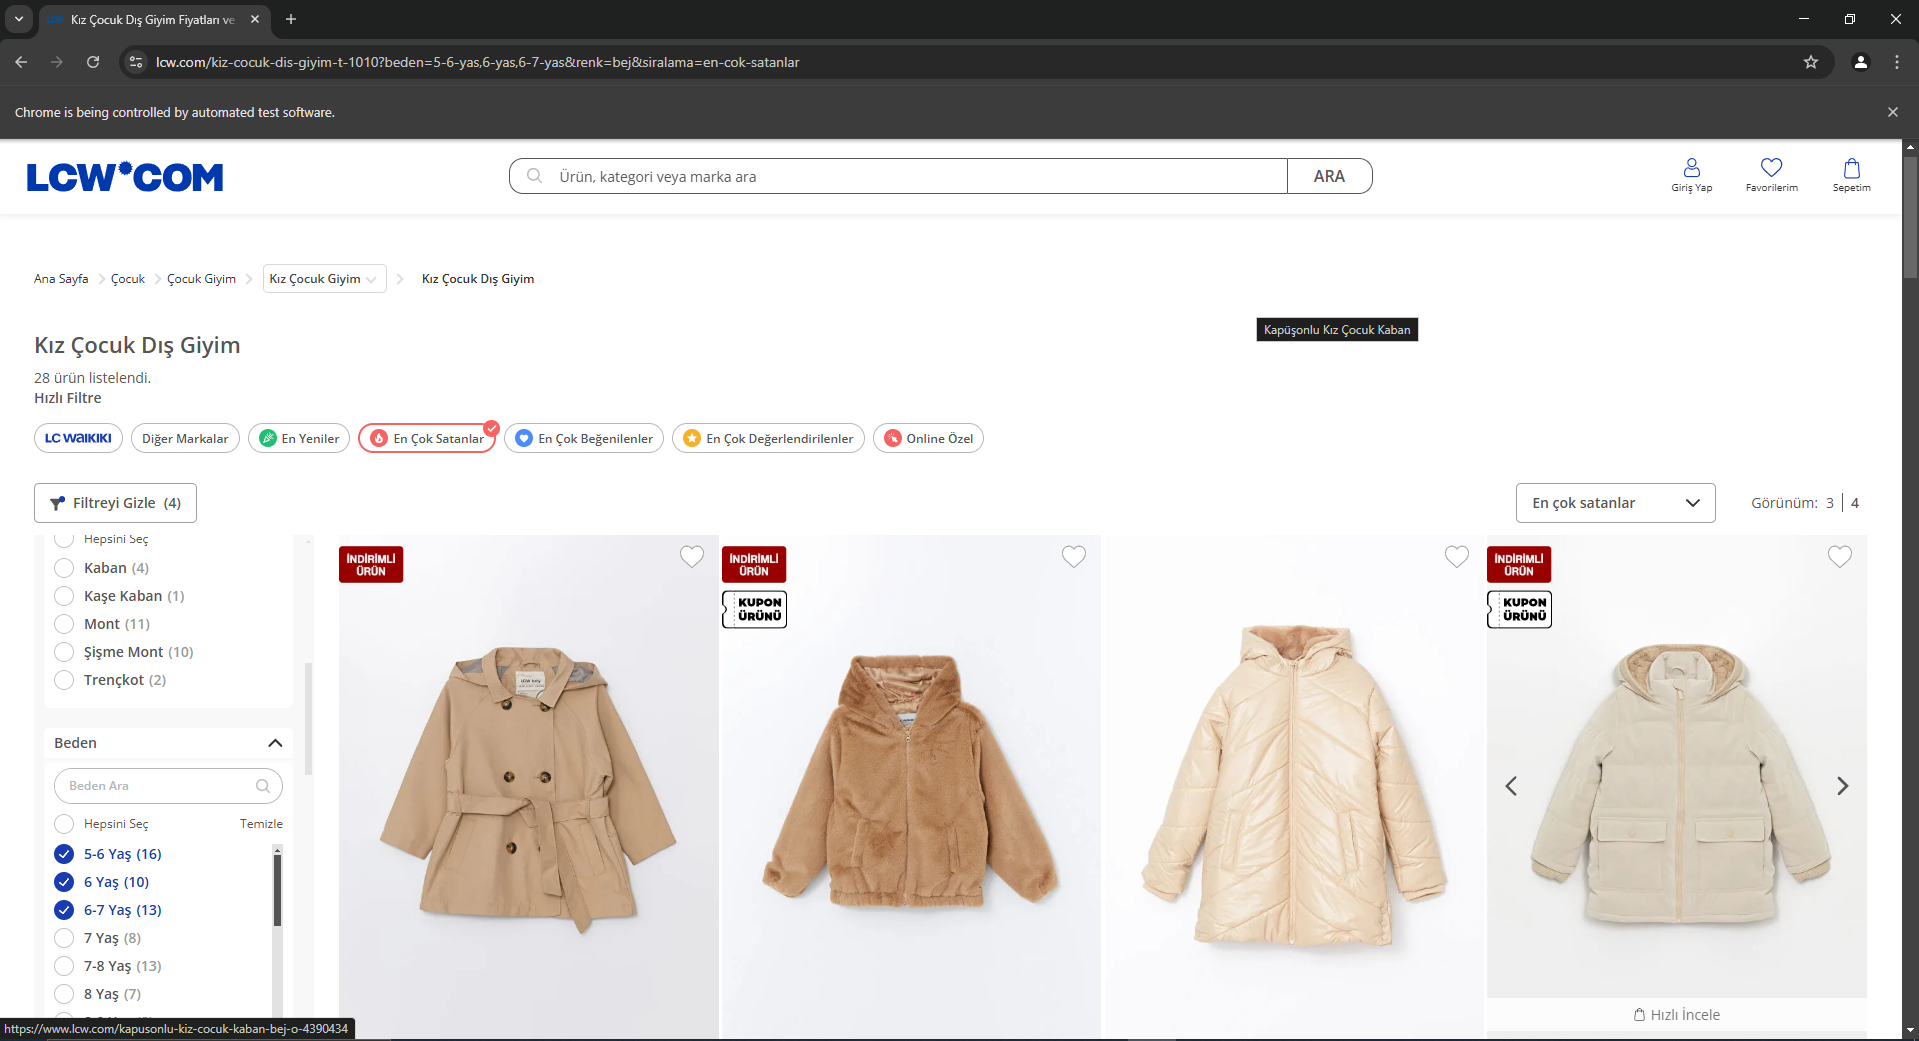 Kız Çocuk Dış Giyim Fiyatları ve
lcw.com/kiz-cocuk-dis-giyim-t-1010?beden=5-6-yas,6-yas,6-7-yas&renk=bej&siralama=en-cok-satanlar
Chrome is being controlled by automated test software.
LCW.COM
Ürün, kategori veya marka ara
ARA
Giriş Yap
Favorilerim
Sepetim
Ana Sayfa
Çocuk
Çocuk Giyim
Kız Çocuk Giyim
Kız Çocuk Dış Giyim
Kapüşonlu Kız Çocuk Kaban
Kız Çocuk Dış Giyim
28 ürün listelendi.
Hızlı Filtre
LC WAIKIKI
Diğer Markalar
En Yeniler
En Çok Satanlar
En Çok Beğenilenler
En Çok Değerlendirilenler
Online Özel
Filtreyi Gizle (4)
En çok satanlar
Görünüm: 3 | 4
Hepsini Seç
Kaban (4)
Kaşe Kaban (1)
Mont (11)
Şişme Mont (10)
Trençkot (2)
Beden
Beden Ara
Hepsini Seç
Temizle
5-6 Yaş (16)
6 Yaş (10)
6-7 Yaş (13)
7 Yaş (8)
7-8 Yaş (13)
8 Yaş (7)
İNDİRİMLİ
ÜRÜN
İNDİRİMLİ
ÜRÜN
KUPON
ÜRÜNÜ
İNDİRİMLİ
ÜRÜN
KUPON
ÜRÜNÜ
Hızlı İncele
https://www.lcw.com/kapusonlu-kiz-cocuk-kaban-bej-o-4390434